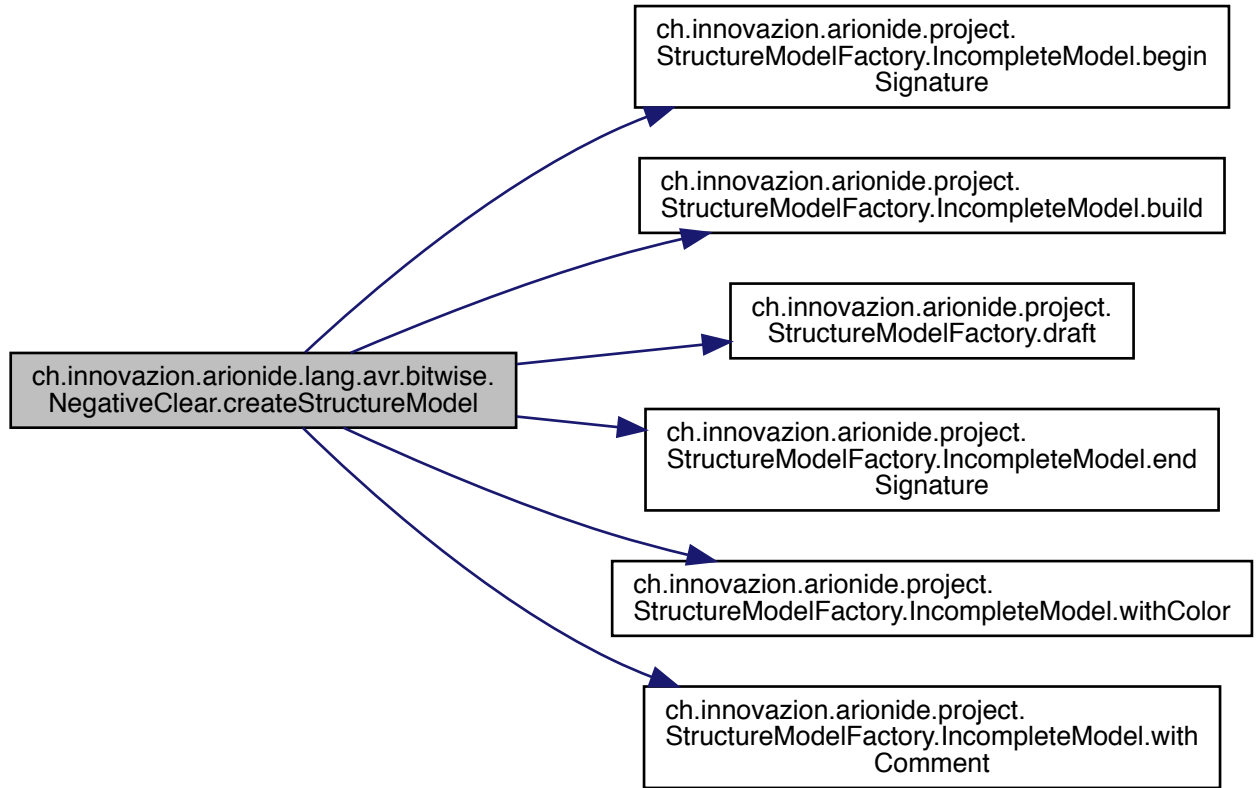 ch.innovazion.arionide.project.
StructureModelFactory.IncompleteModel.begin
Signature
ch.innovazion.arionide.project.
StructureModelFactory.IncompleteModel.build
ch.innovazion.arionide.project.
StructureModelFactory.draft
ch.innovazion.arionide.lang.avr.bitwise.
NegativeClear.createStructureModel
ch.innovazion.arionide.project.
StructureModelFactory.IncompleteModel.end
Signature
ch.innovazion.arionide.project.
StructureModelFactory.IncompleteModel.withColor
ch.innovazion.arionide.project.
StructureModelFactory.IncompleteModel.with
Comment